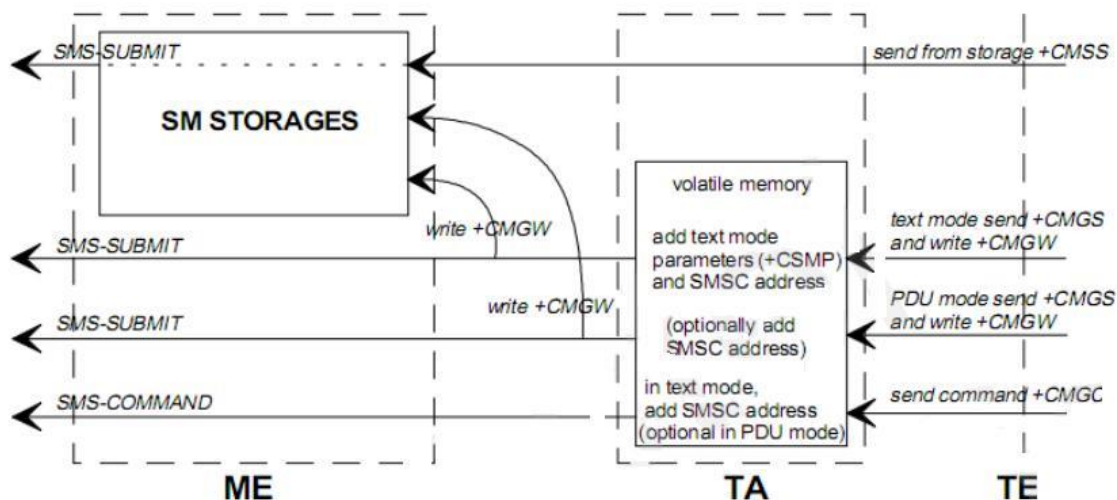 SMS-SUBMIT
send from storage +CMSS
SM STORAGES
volatile memory
write +CMGW
text mode send +CMGS
and write +CMGW
SMS-SUBMIT
add text mode
parameters (+CSMP)
and SMSC address
PDU mode send +CMGS
and write +CMGW
write +CMGW
SMS-SUBMIT
(optionally add
SMSC address)
SMS-COMMAND
in text mode,
add SMSC address
(optional in PDU mode)
send command +CMGC
ME
TA
TE